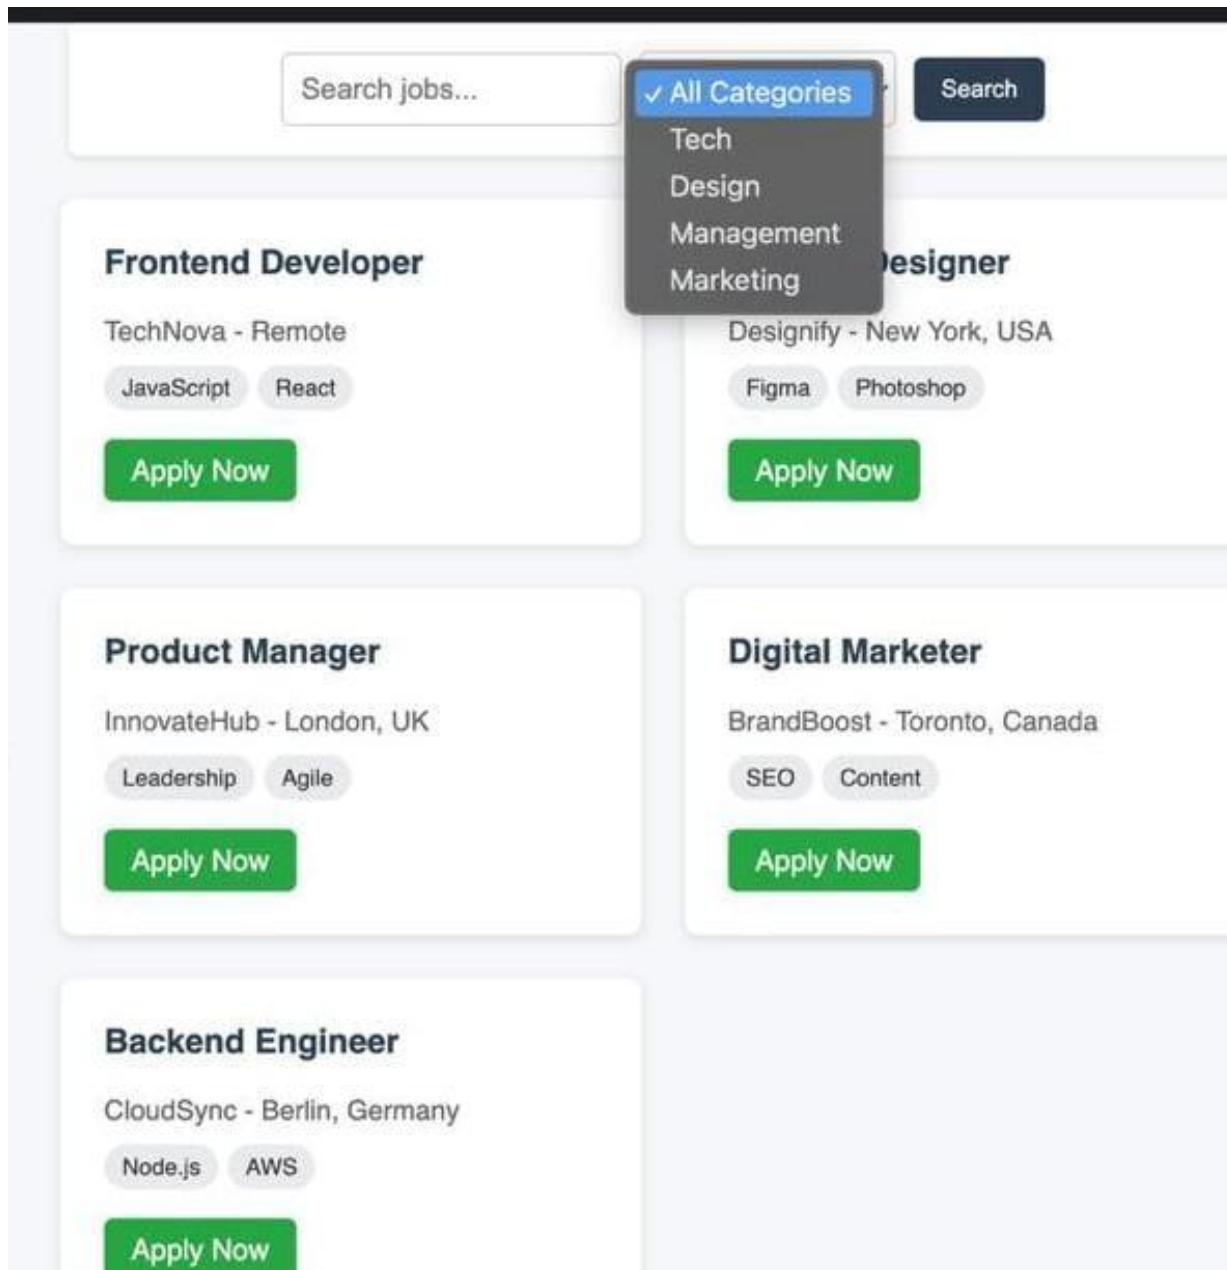 Search jobs...
✓ All Categories
Search
Tech
Design
Management
Marketing
Frontend Developer
TechNova - Remote
JavaScript React
Apply Now
Designer
Designify - New York, USA
Figma Photoshop
Apply Now
Product Manager
InnovateHub - London, UK
Leadership Agile
Apply Now
Digital Marketer
BrandBoost - Toronto, Canada
SEO Content
Apply Now
Backend Engineer
CloudSync - Berlin, Germany
Node.js AWS
Apply Now